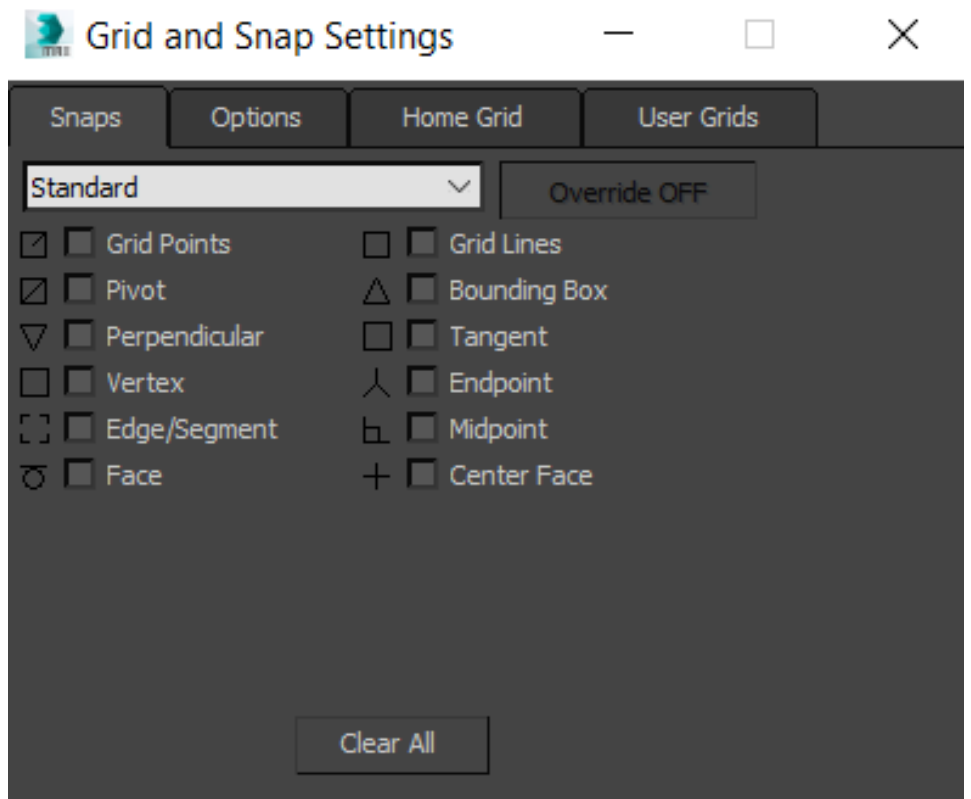 Grid and Snap Settings
Snaps Options Home Grid User Grids
Standard Override OFF
Grid Points Grid Lines
Pivot Bounding Box
Perpendicular Tangent
Vertex Endpoint
Edge/Segment Midpoint
Face Center Face
Clear All